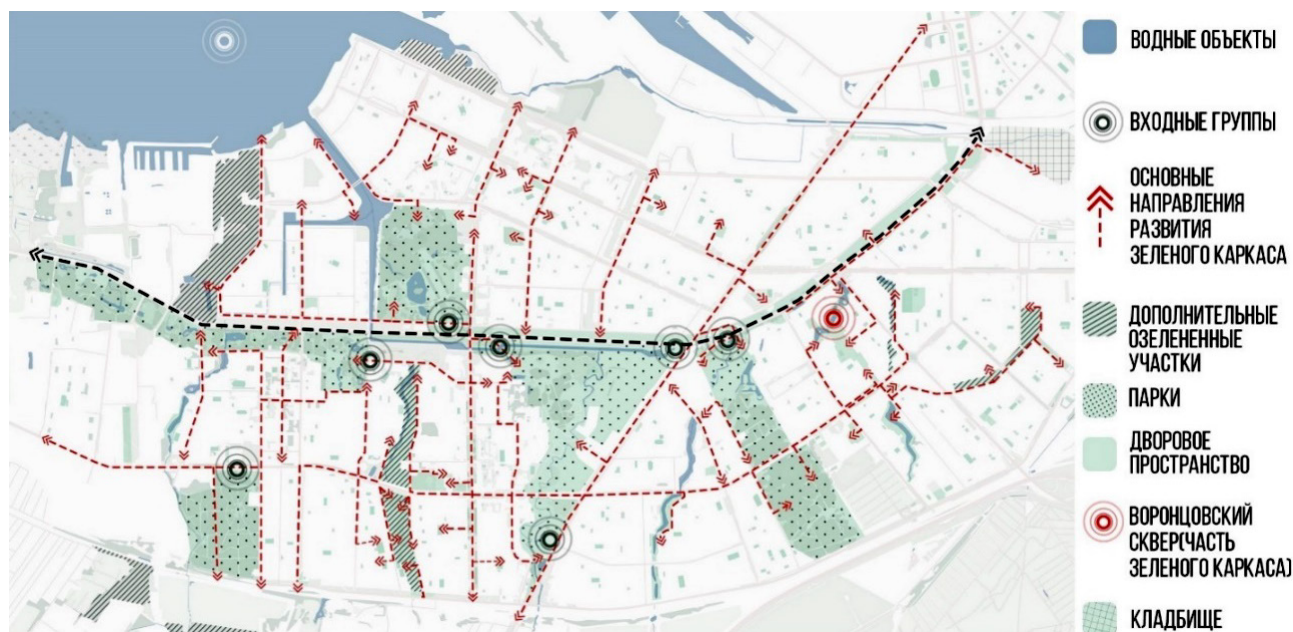 ВОДНЫЕ ОБЪЕКТЫ
ВХОДНЫЕ ГРУППЫ
ОСНОВНЫЕ
НАПРАВЛЕНИЯ
РАЗВИТИЯ
ЗЕЛЕНОГО КАРКАСА
ДОПОЛНИТЕЛЬНЫЕ
ОЗЕЛЕНЕННЫЕ
УЧАСТКИ
ПАРКИ
ДВОРОВОЕ
ПРОСТРАНСТВО
ВОРОНЦОВСКИЙ
СКВЕР(ЧАСТЬ
ЗЕЛЕНОГО КАРКАСА)
КЛАДБИЩЕ